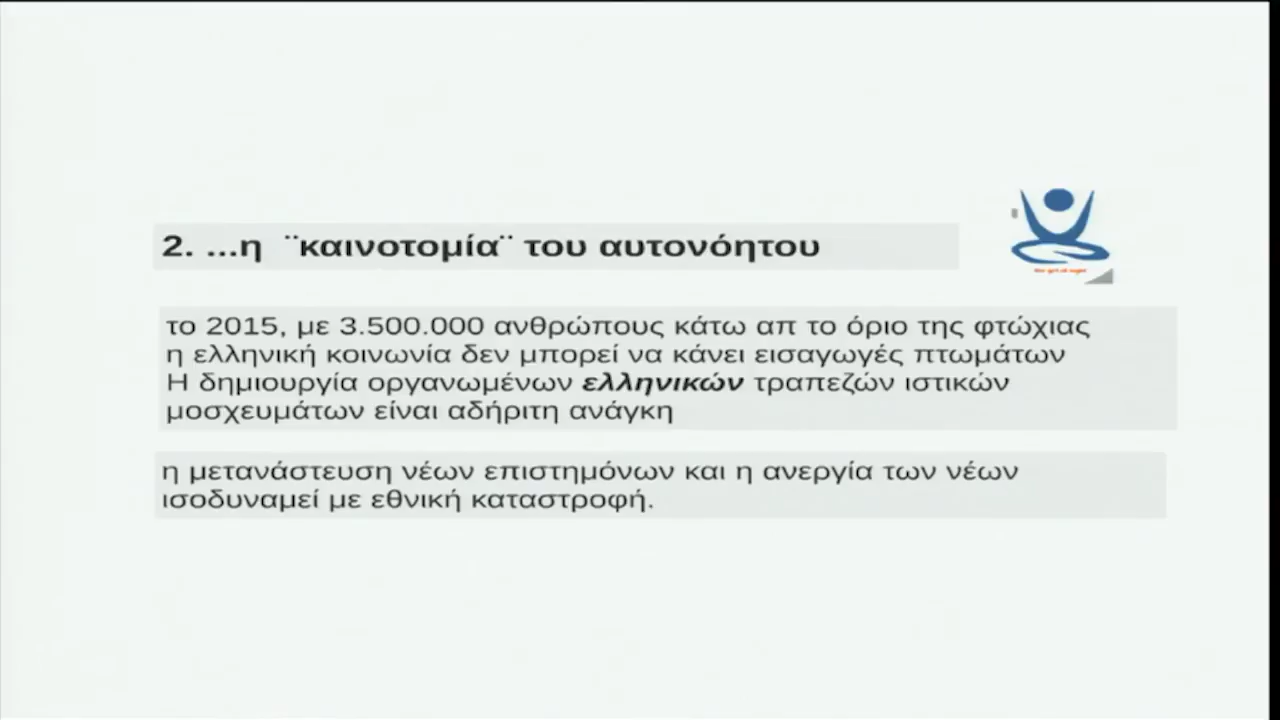 2. ...η ¨καινοτομία¨ του αυτονόητου
το 2015, με 3.500.000 ανθρώπους κάτω απ το όριο της φτώχιας
η ελληνική κοινωνία δεν μπορεί να κάνει εισαγωγές πτωμάτων
Η δημιουργία οργανωμένων ελληνικών τραπεζών ιστικών
μοσχευμάτων είναι αδήριτη ανάγκη
η μετανάστευση νέων επιστημόνων και η ανεργία των νέων
ισοδυναμεί με εθνική καταστροφή.